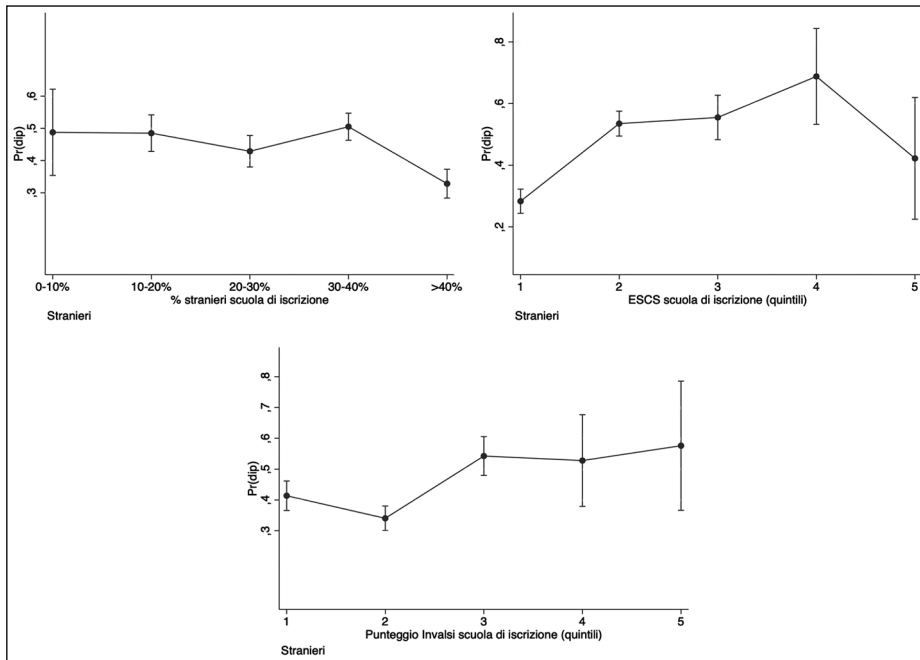 Pr(dip)
,6
,5
,4
,3
0-10% 10-20% 20-30% 30-40% >40%
% stranieri scuola di iscrizione
Stranieri
Pr(dip)
,8
,6
,4
,2
1 2 3 4 5
ESCS scuola di iscrizione (quintili)
Stranieri
Pr(dip)
,8
,7
,6
,5
,4
,3
1 2 3 4 5
Punteggio Invalsi scuola di iscrizione (quintili)
Stranieri